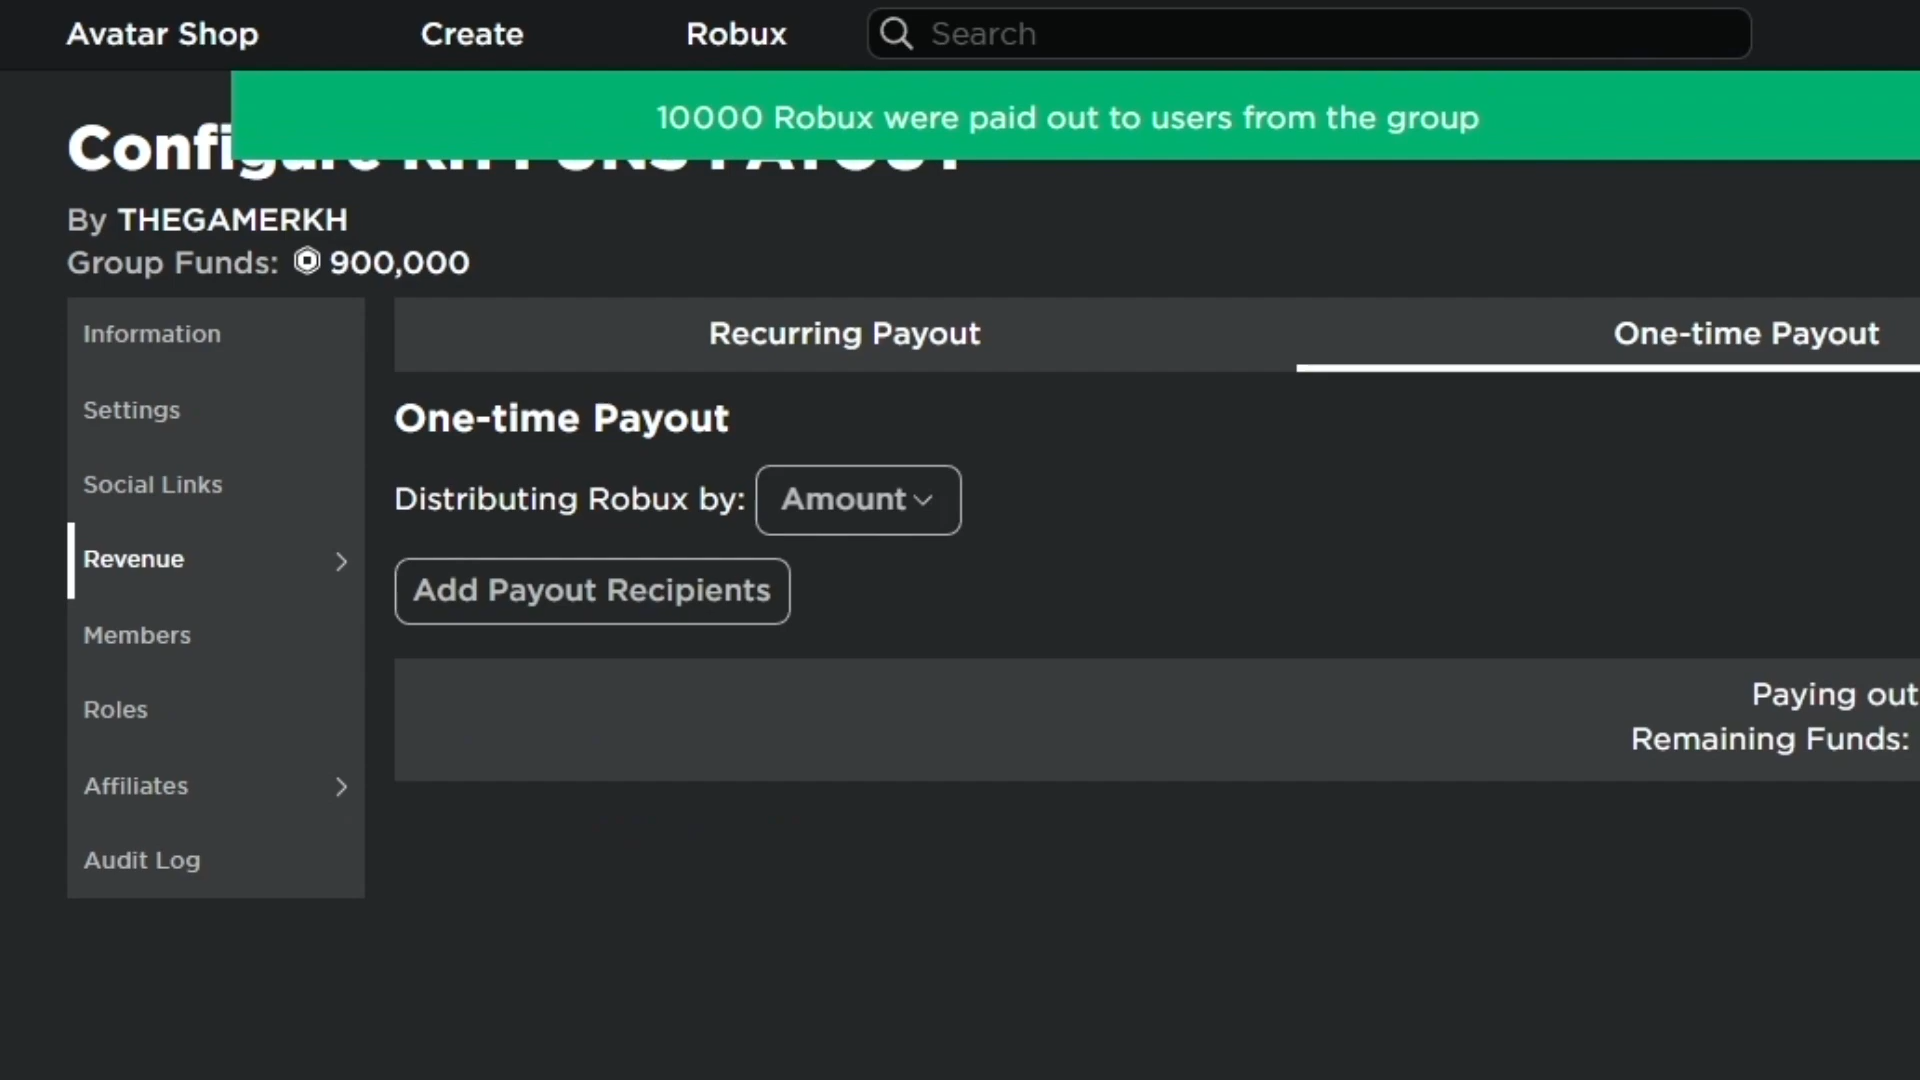 Avatar Shop Create Robux Search
10000 Robux were paid out to users from the group
Configure PAYOUT
By THEGAMERKH
Group Funds: 900,000
Information
Settings
Social Links
Revenue
Members
Roles
Affiliates
Audit Log
Recurring Payout One-time Payout
One-time Payout
Distributing Robux by: Amount
Add Payout Recipients
Paying out
Remaining Funds: